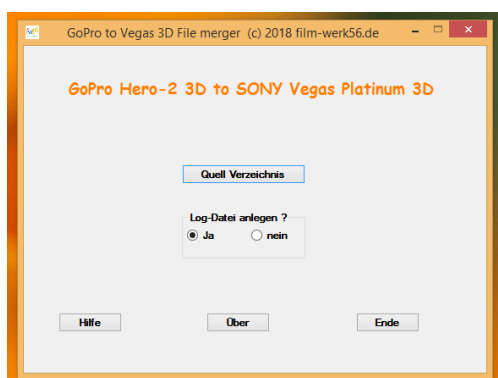 GoPro to Vegas 3D File merger (c) 2018 film-werk56.de
GoPro Hero-2 3D to SONY Vegas Platinum 3D
Quell Verzeichnis
Log-Datei anlegen ?
Ja nein
Hilfe Über Ende